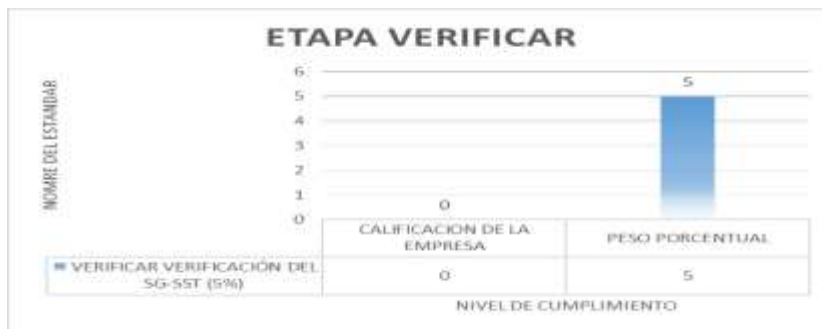 ETAPA VERIFICAR
NOMBRE DEL ESTANDAR
6
5
4
3
2
1
0
0
5
CALIFICACION DE LA
EMPRESA
PESO PORCENTUAL
VERIFICAR VERIFICACIÓN DEL
SG-SST (5%)
0
5
NIVEL DE CUMPLIMIENTO